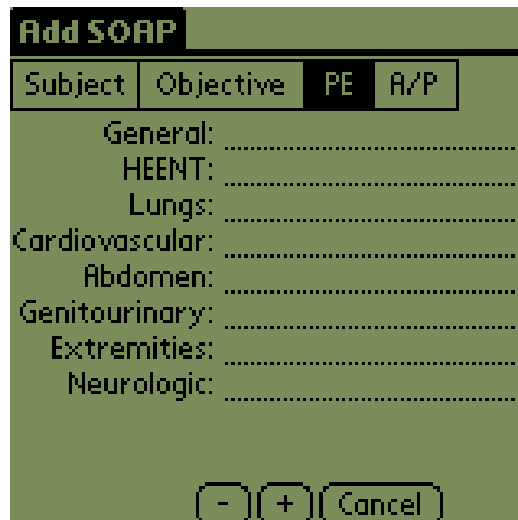 Add SOAP
Subject Objective PE A/P
General:
HEENT:
Lungs:
Cardiovascular:
Abdomen:
Genitourinary:
Extremities:
Neurologic:
- + Cancel